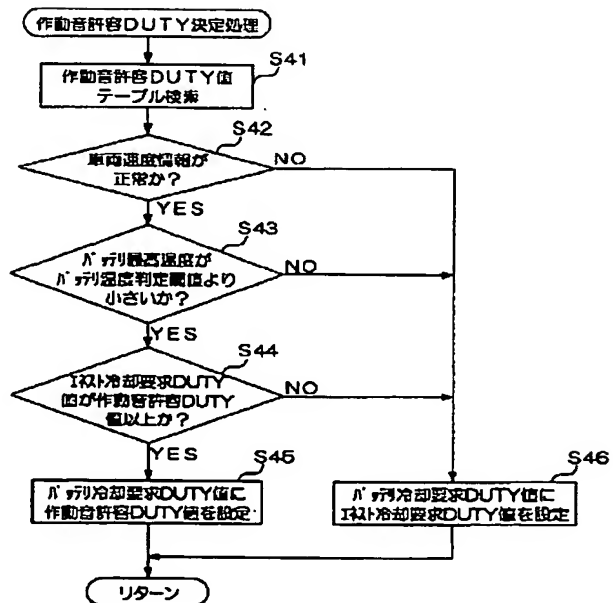 作動音許容DUTY決定処理
S41
作動音許容DUTY値
テーブル検索
S42
車両速度情報が
正常か？
NO
YES
S43
バッテリ最高温度が
バッテリ温度判定閾値より
小さいか？
NO
YES
S44
エネスト冷却要求DUTY
値が作動音許容DUTY
値以上か？
NO
YES
S45
バッテリ冷却要求DUTY値に
作動音許容DUTY値を設定
S46
バッテリ冷却要求DUTY値に
エネスト冷却要求DUTY値を設定
リターン